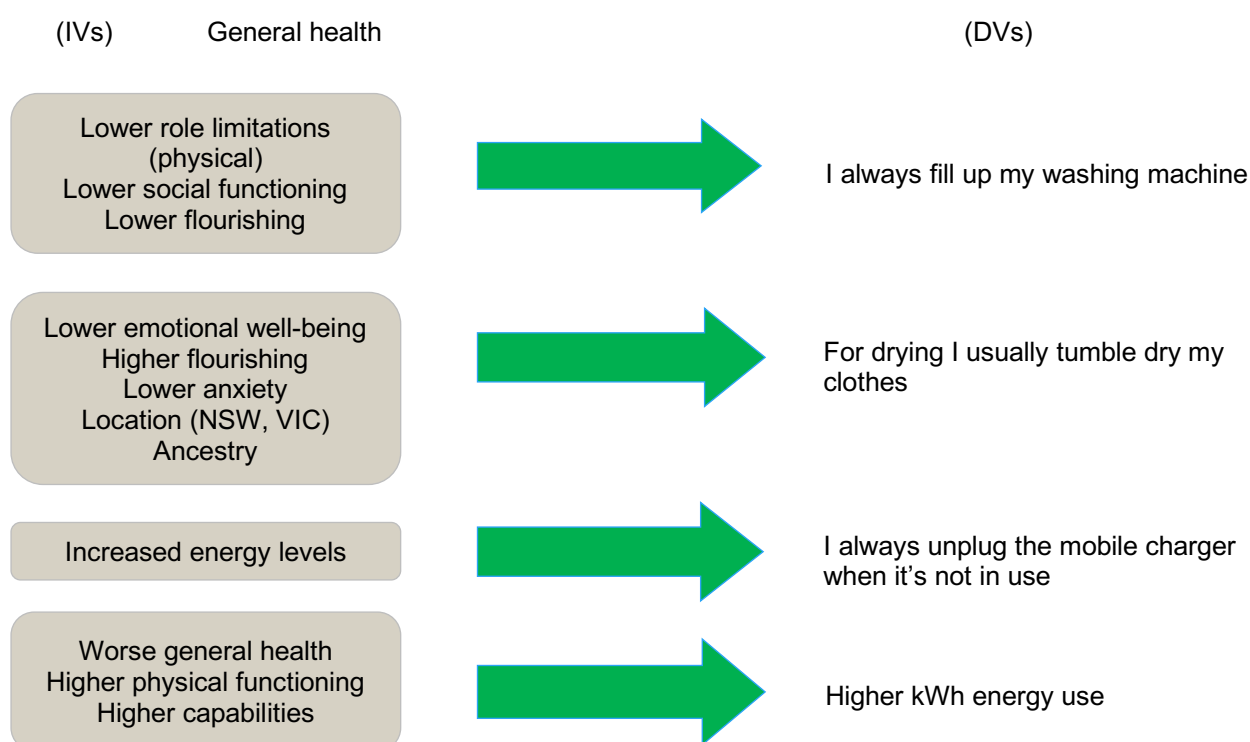 (IVs) General health (DVs)
Lower role limitations
(physical)
Lower social functioning
Lower flourishing
I always fill up my washing machine
Lower emotional well-being
Higher flourishing
Lower anxiety
Location (NSW, VIC)
Ancestry
For drying I usually tumble dry my
clothes
Increased energy levels
I always unplug the mobile charger
when it’s not in use
Worse general health
Higher physical functioning
Higher capabilities
Higher kWh energy use